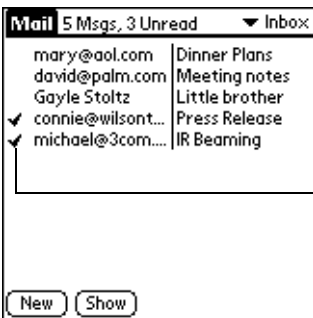 Mail 5 Msgs, 3 Unread Inbox
mary@aol.com Dinner Plans
david@palm.com Meeting notes
Gayle Stoltz Little brother
connie@wilsont... Press Release
michael@3com.... IR Beaming
New Show